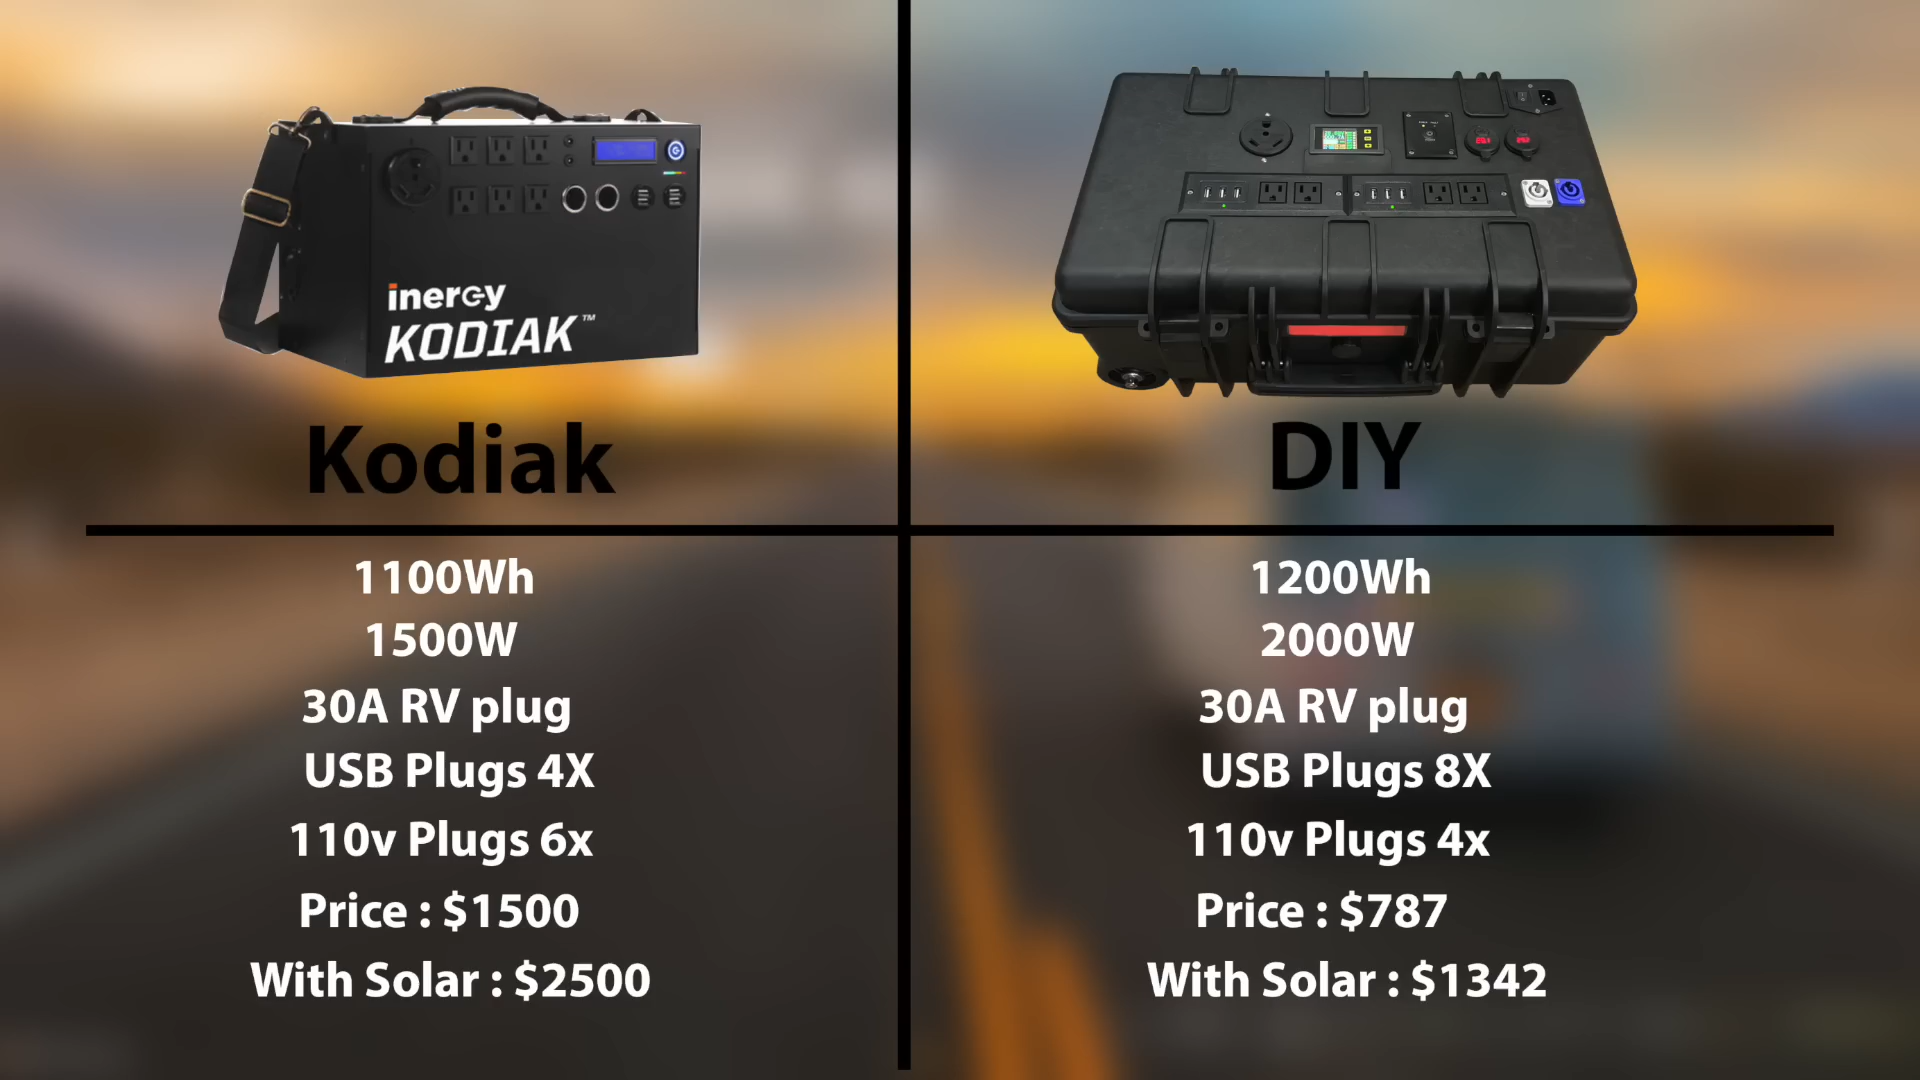 inergy
KODIAK™
Kodiak
1100Wh
1500W
30A RV plug
USB Plugs 4X
110v Plugs 6x
Price : $1500
With Solar : $2500
DIY
1200Wh
2000W
30A RV plug
USB Plugs 8X
110v Plugs 4x
Price : $787
With Solar : $1342